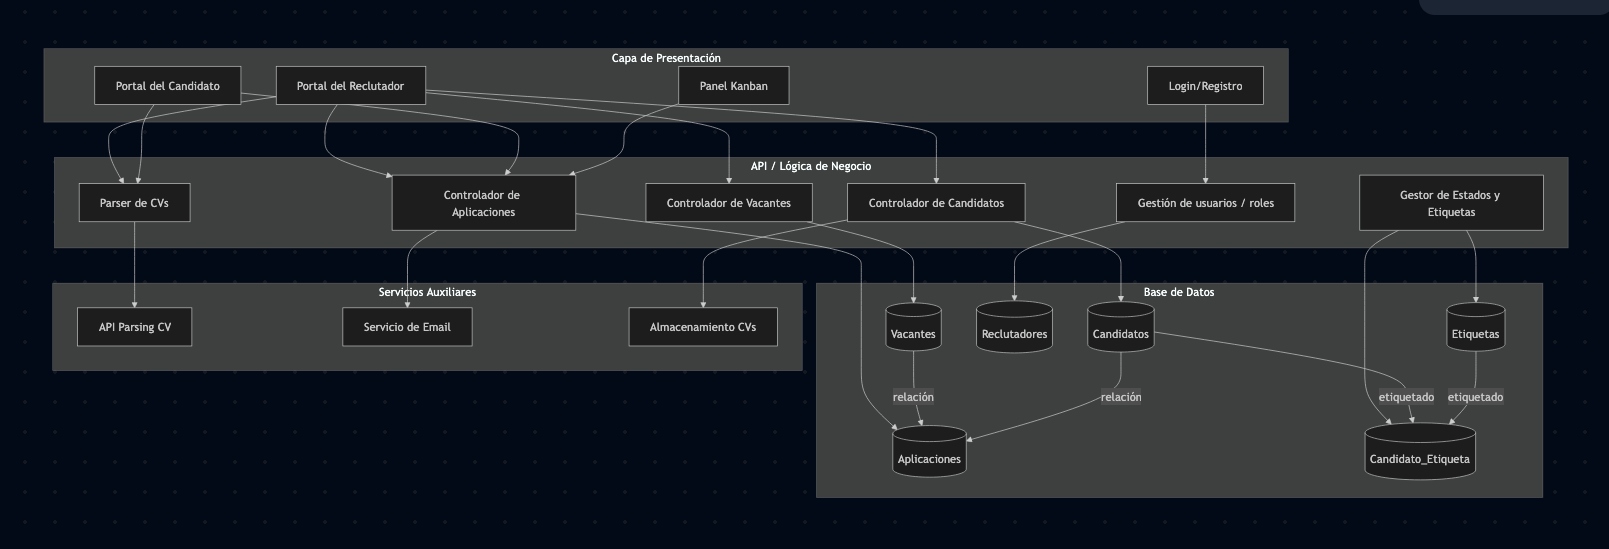 Capa de Presentación
Portal del Candidato
Portal del Reclutador
Panel Kanban
Login/Registro
API / Lógica de Negocio
Parser de CVs
Controlador de
Aplicaciones
Controlador de Vacantes
Controlador de Candidatos
Gestión de usuarios / roles
Gestor de Estados y
Etiquetas
Servicios Auxiliares
API Parsing CV
Servicio de Email
Almacenamiento CVs
Base de Datos
Vacantes
Reclutadores
Candidatos
Etiquetas
relación
relación
etiquetado
etiquetado
Aplicaciones
Candidato_Etiqueta